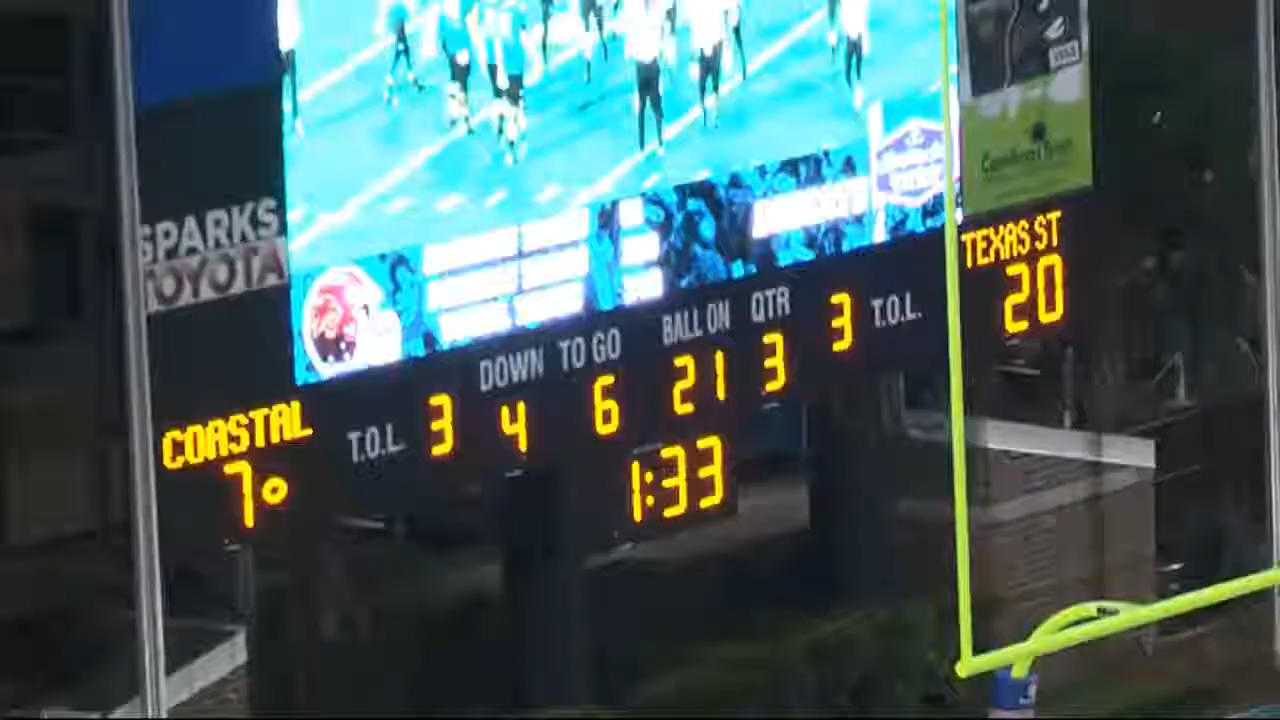 VISA
SPARKS
TOYOTA
TEXAS ST
20
DOWN TO GO BALL ON QTR
COASTAL T.O.L. 3 4 6 21 3 3 T.O.L.
7
1:33